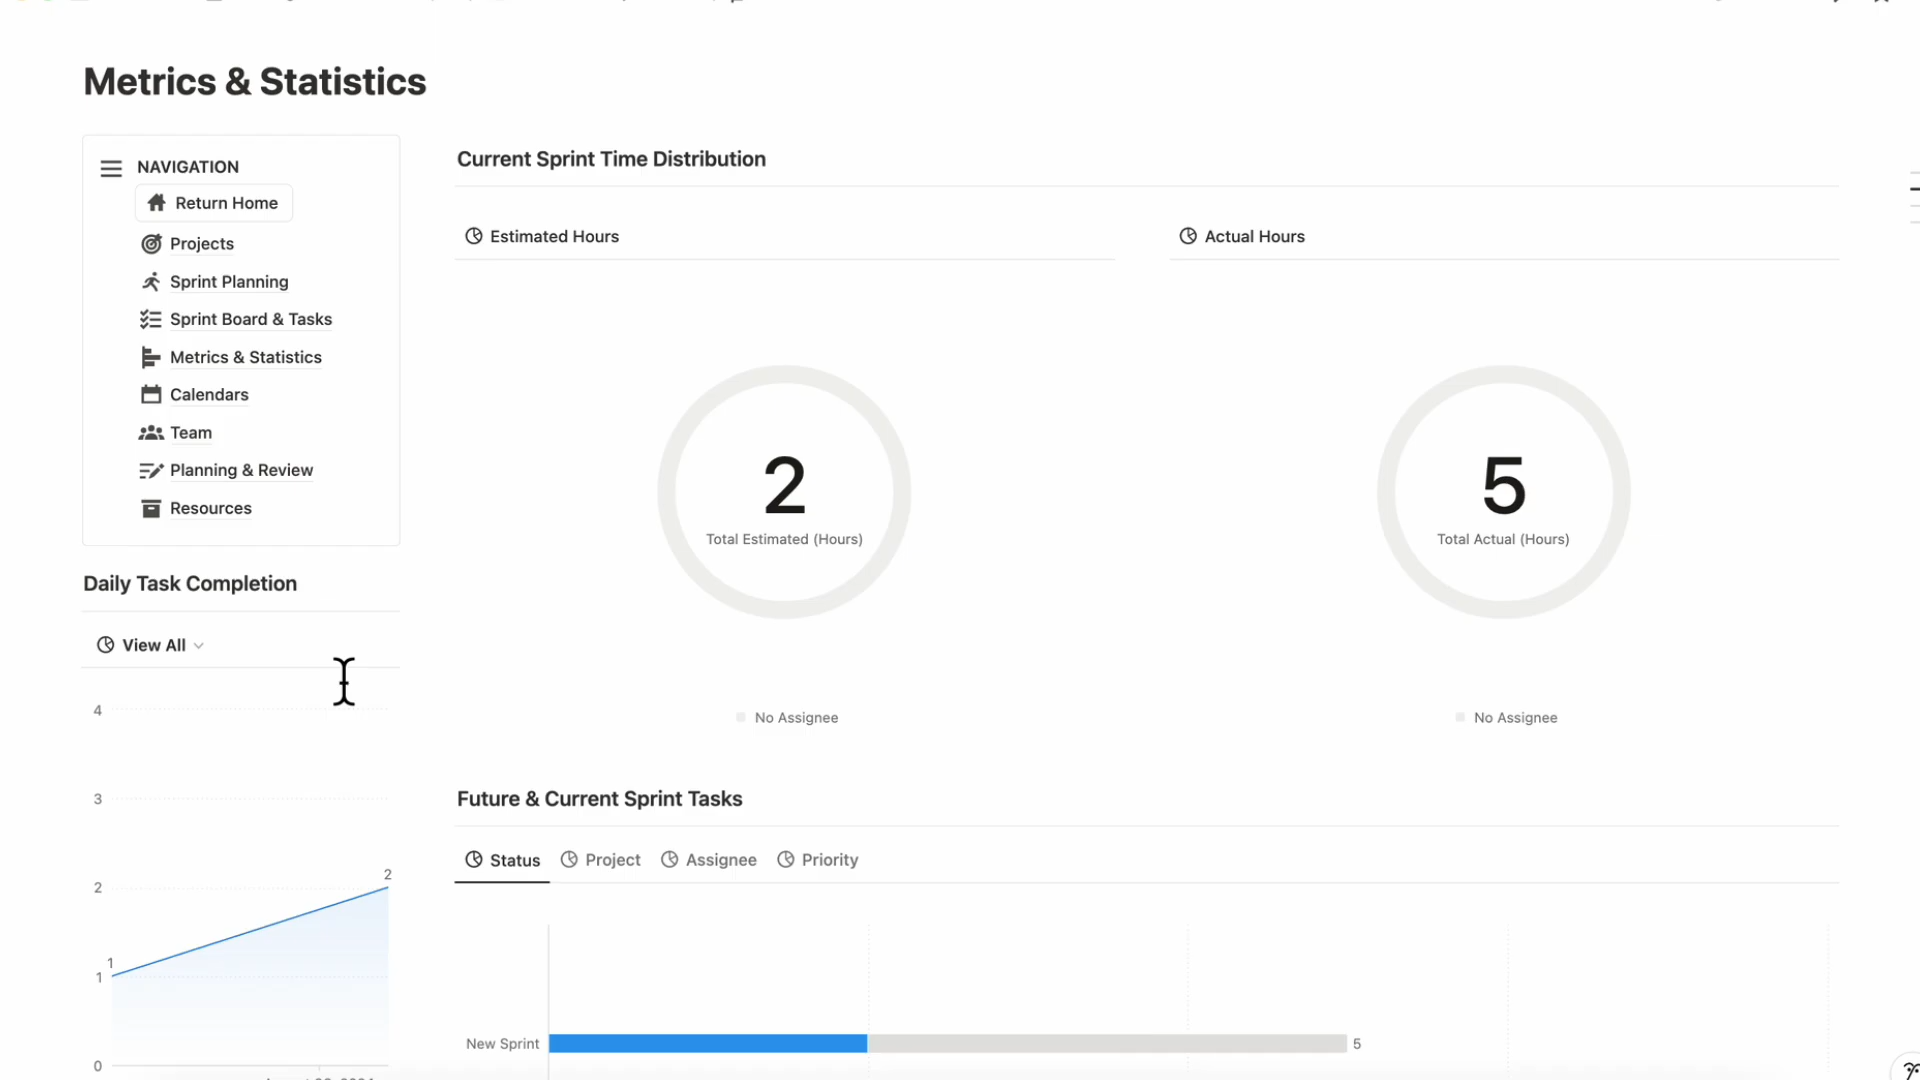 Metrics & Statistics
NAVIGATION
Return Home
Projects
Sprint Planning
Sprint Board & Tasks
Metrics & Statistics
Calendars
Team
Planning & Review
Resources
Daily Task Completion
View All
4
3
2
2
1
1
0
Current Sprint Time Distribution
Estimated Hours
2
Total Estimated (Hours)
No Assignee
Actual Hours
5
Total Actual (Hours)
No Assignee
Future & Current Sprint Tasks
Status Project Assignee Priority
New Sprint 5